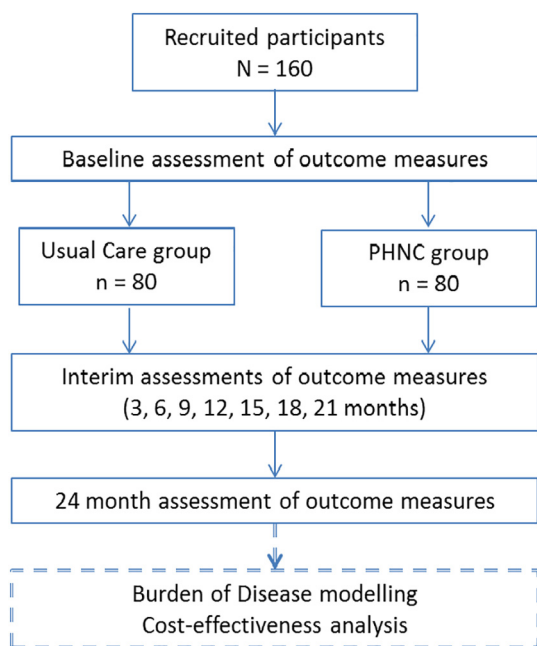 Recruited participants
N = 160
Baseline assessment of outcome measures
Usual Care group
n = 80
PHNC group
n = 80
Interim assessments of outcome measures
(3, 6, 9, 12, 15, 18, 21 months)
24 month assessment of outcome measures
Burden of Disease modelling
Cost-effectiveness analysis